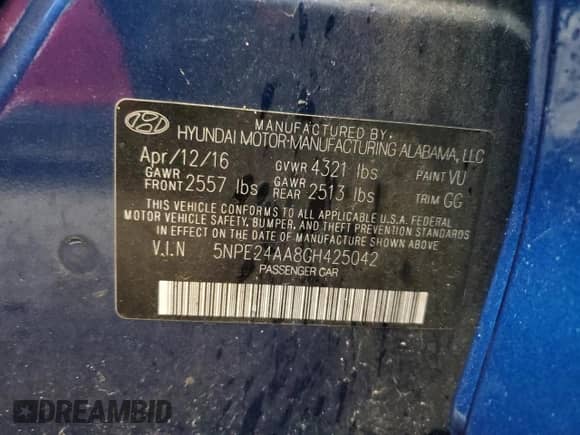 MANUFACTURED BY:
HYUNDAI MOTOR MANUFACTURING ALABAMA, LLC
Apr/12/16 GVWR 4321 lbs PAINT VU
GAWR FRONT 2557 lbs GAWR REAR 2513 lbs TRIM GG
THIS VEHICLE CONFORMS TO ALL APPLICABLE U.S.A. FEDERAL
MOTOR VEHICLE SAFETY, BUMPER, AND THEFT PREVENTION STANDARDS
IN EFFECT ON THE DATE OF MANUFACTURE SHOWN ABOVE
V.I.N 5NPE24AA8GH425042
PASSENGER CAR
DREAMBID